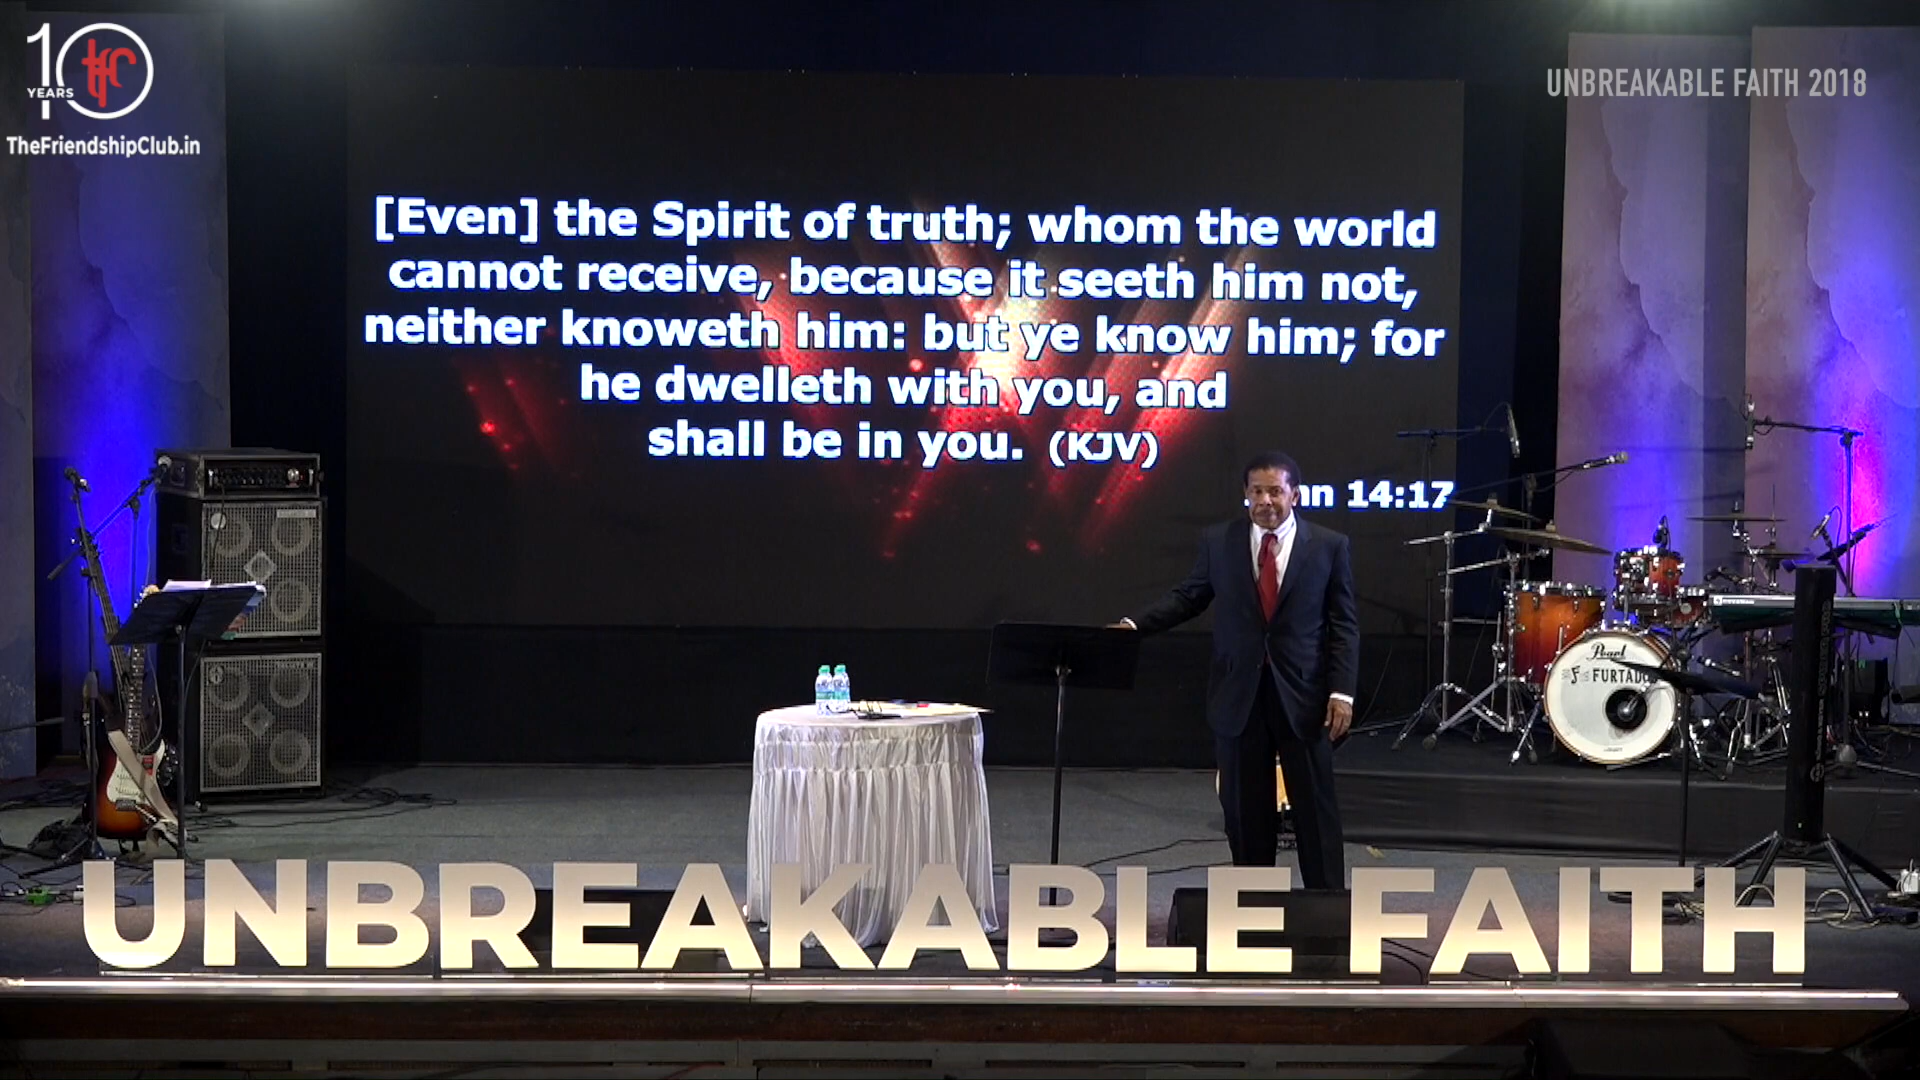 10
YEARS
tfc
TheFriendshipClub.in
UNBREAKABLE FAITH 2018
[Even] the Spirit of truth; whom the world
cannot receive, because it seeth him not,
neither knoweth him: but ye know him; for
he dwelleth with you, and
shall be in you. (KJV)
14:17
Pearl
FURTADOS
UNBREAKABLE FAITH